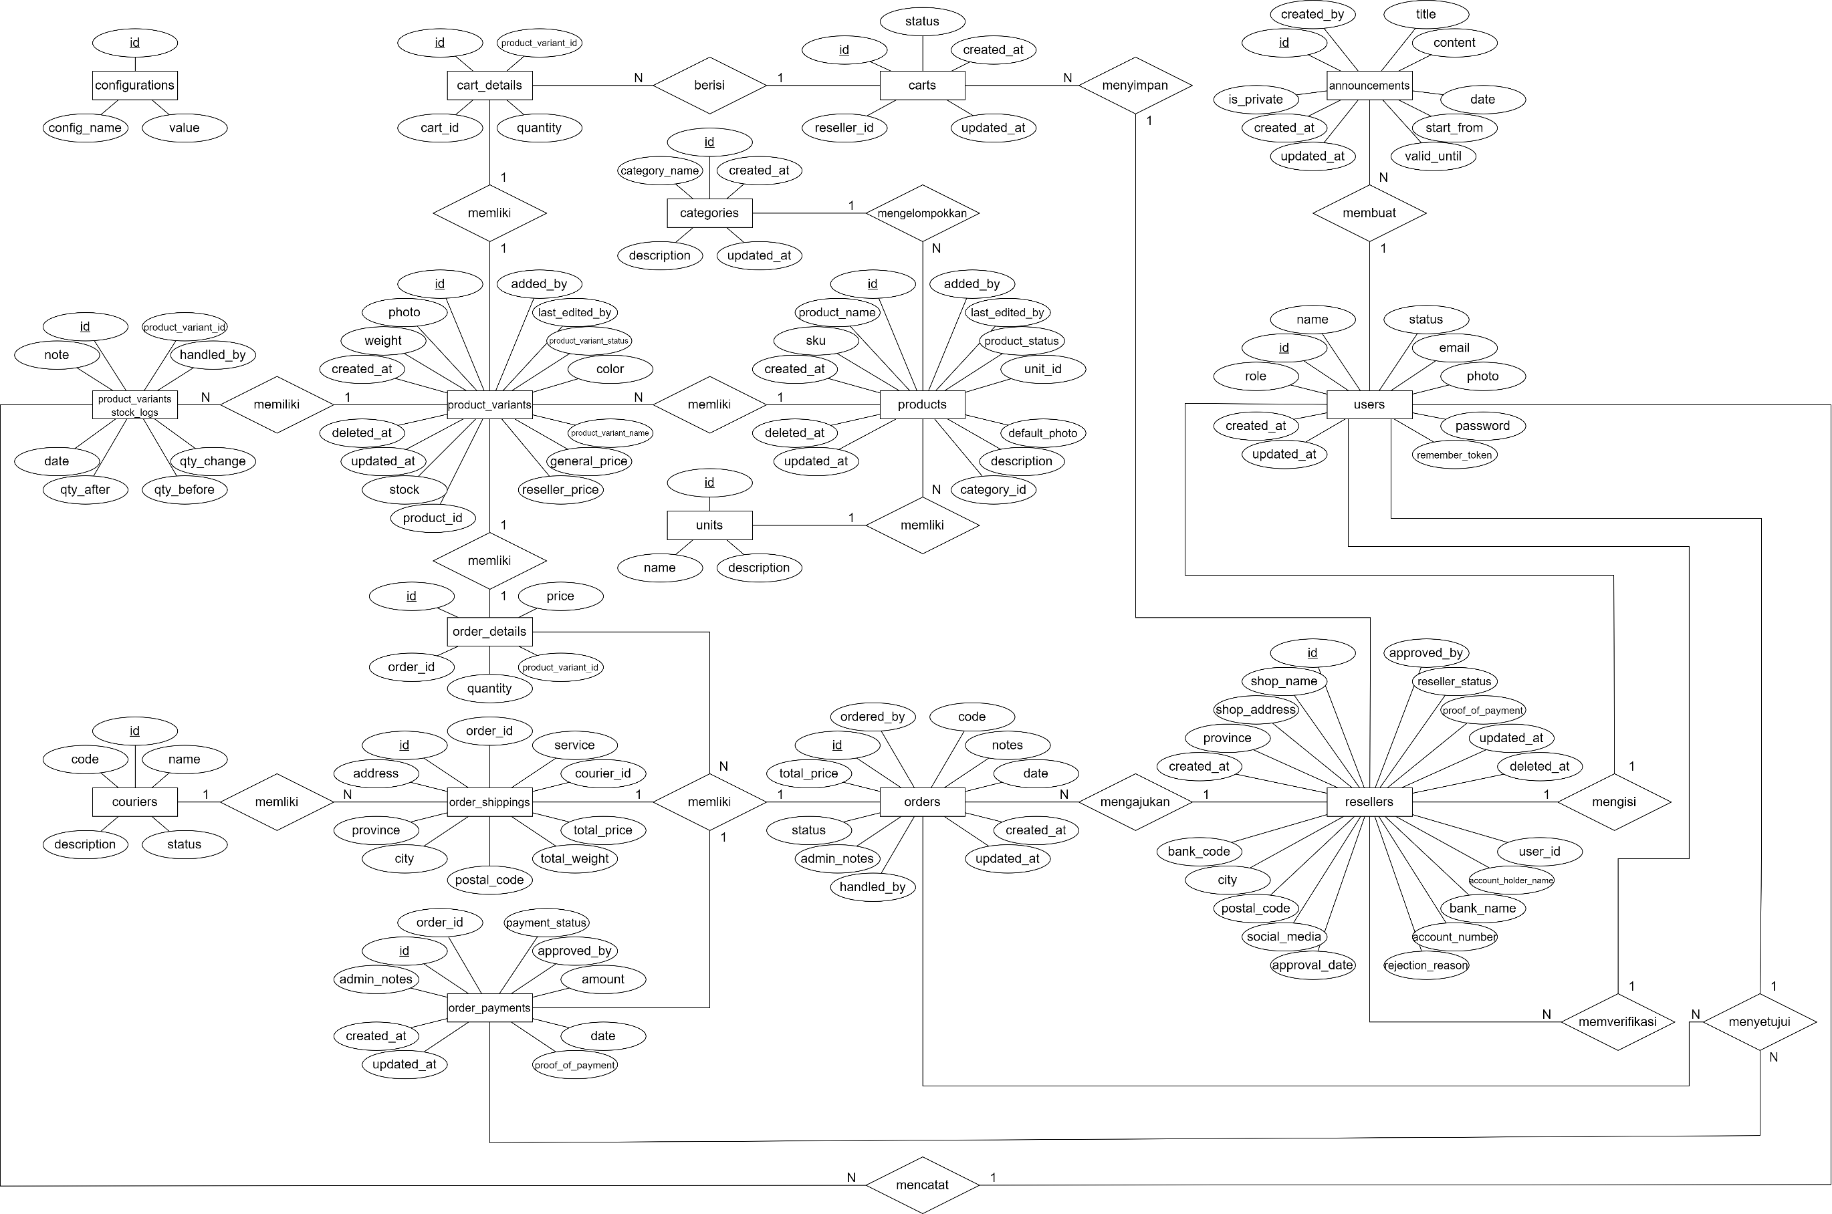 status
created_by
title
id
id
product_variant_id
id
created_at
id
content
configurations
cart_details
N
berisi
1
carts
N
menyimpan
announcements
is_private
date
1
config_name
value
cart_id
quantity
reseller_id
updated_at
created_at
start_from
id
updated_at
valid_until
category_name
created_at
1
N
memliki
categories
1
mengelompokkan
membuat
1
N
1
description
updated_at
id
added_by
id
added_by
photo
last_edited_by
product_name
last_edited_by
name
status
id
product_variant_id
weight
product_variant_status
sku
product_status
id
email
note
handled_by
created_at
color
created_at
unit_id
role
photo
product_variants
stock_logs
N
memiliki
1
product_variants
N
memliki
1
products
users
deleted_at
product_variant_name
deleted_at
default_photo
created_at
password
date
qty_change
updated_at
general_price
updated_at
description
updated_at
remember_token
qty_after
qty_before
stock
reseller_price
id
N
category_id
product_id
1
units
1
memliki
memliki
name
description
id
1
price
order_details
order_id
product_variant_id
quantity
id
approved_by
shop_name
reseller_status
shop_address
proof_of_payment
id
order_id
ordered_by
code
province
updated_at
code
name
id
service
id
notes
created_at
deleted_at
address
courier_id
N
total_price
date
1
couriers
1
memliki
N
order_shippings
1
memliki
1
orders
N
mengajukan
1
resellers
1
mengisi
description
status
province
total_price
1
status
created_at
bank_code
user_id
city
total_weight
admin_notes
updated_at
city
account_holder_name
postal_code
handled_by
postal_code
bank_name
order_id
payment_status
social_media
account_number
id
approved_by
approval_date
rejection_reason
admin_notes
amount
1
1
order_payments
N
memverifikasi
N
menyetujui
created_at
date
N
updated_at
proof_of_payment
N
mencatat
1